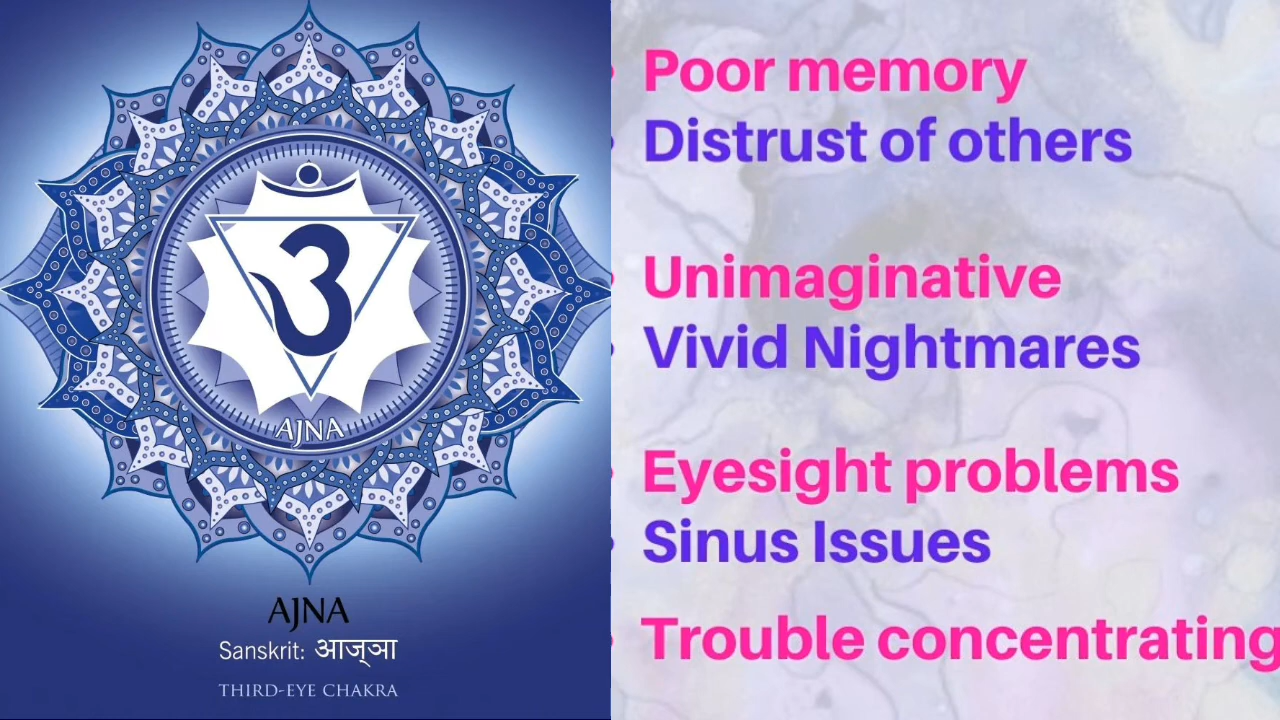 AJNA
AJNA
Sanskrit: आज्‌ञा
THIRD-EYE CHAKRA
Poor memory
Distrust of others
Unimaginative
Vivid Nightmares
Eyesight problems
Sinus Issues
Trouble concentrating